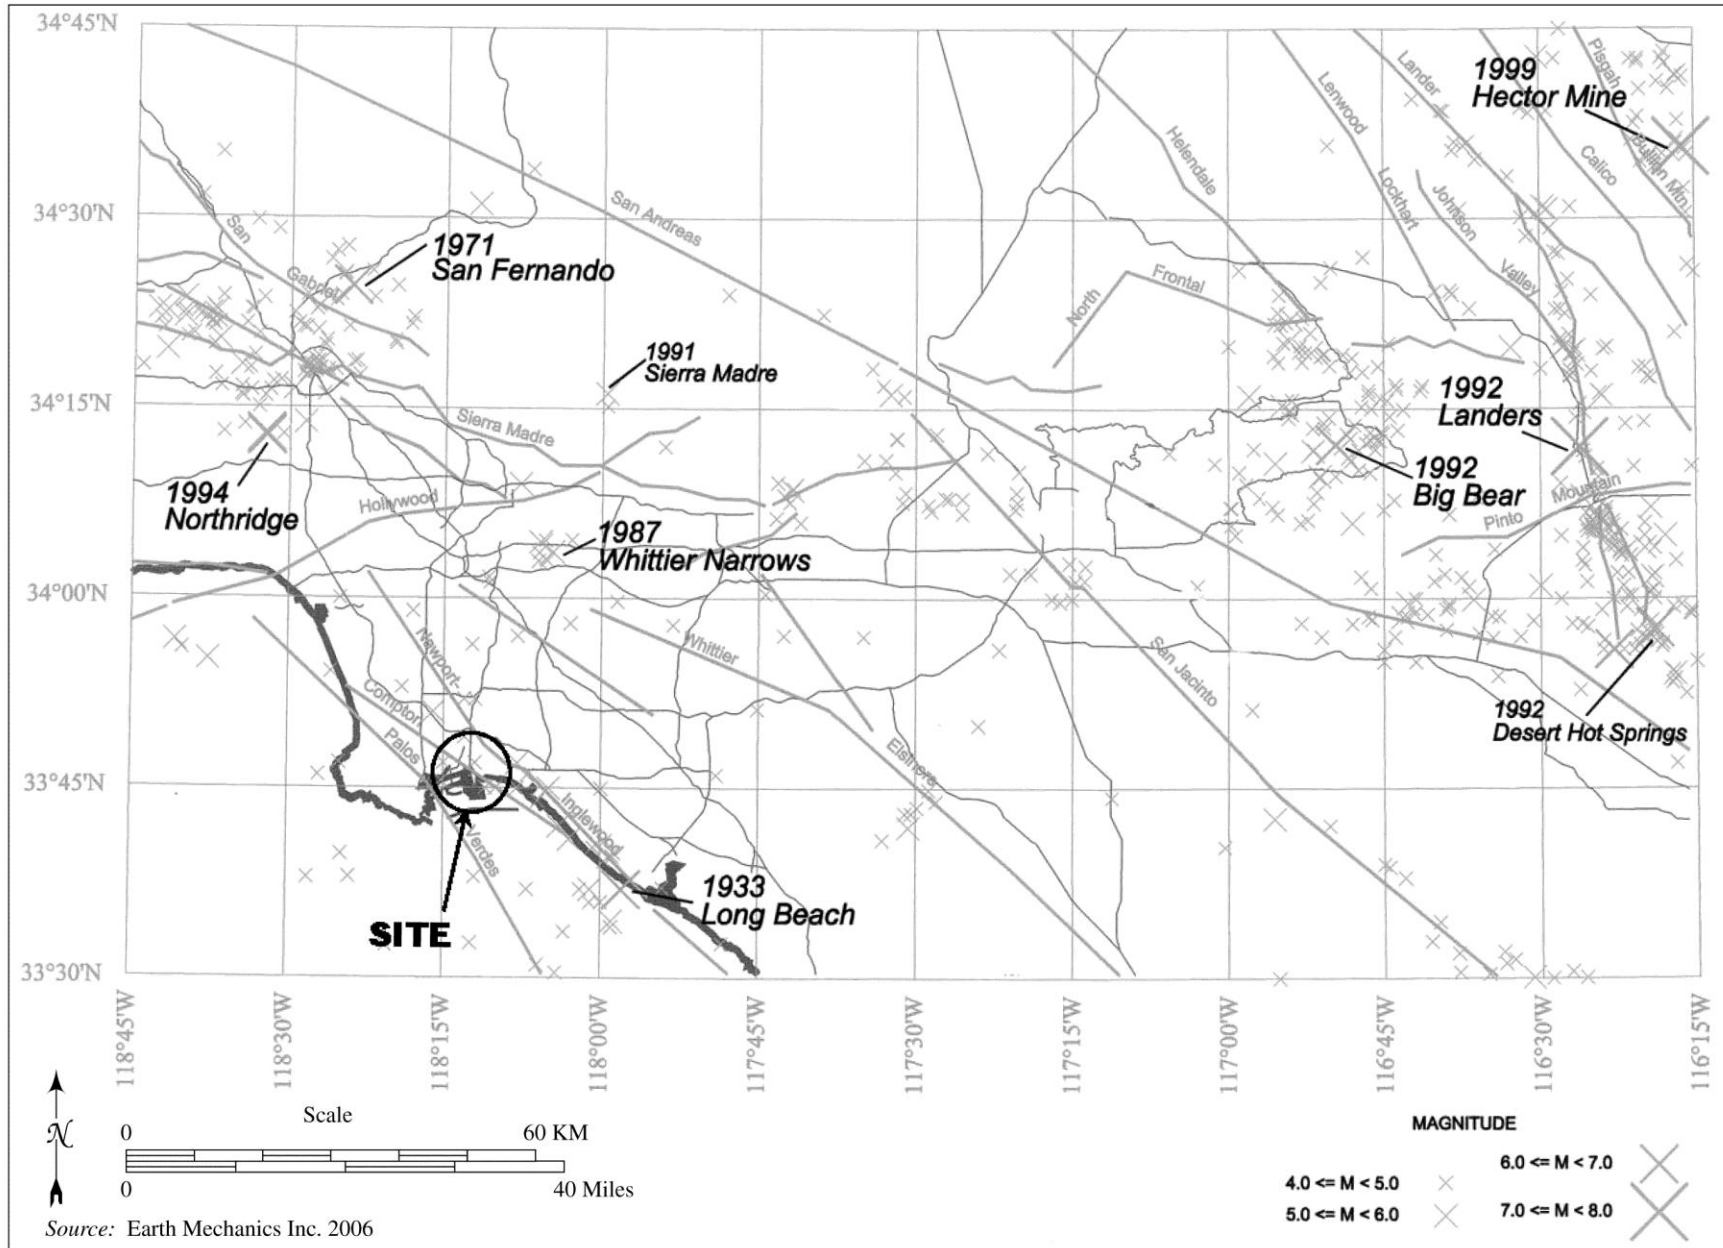 34°45'N
34°30'N
34°15'N
34°00'N
33°45'N
33°30'N
118°45'W
118°30'W
118°15'W
118°00'W
117°45'W
117°30'W
117°15'W
117°00'W
116°45'W
116°30'W
116°15'W
1999
Hector Mine
Pisgah
Bullion Mtn.
Calico
Lander
Lenwood
Lockhart
Johnson
Valley
Helendale
San Andreas
North
Frontal
San
Gabriel
1971
San Fernando
1991
Sierra Madre
Sierra Madre
1994
Northridge
Hollywood
1987
Whittier Narrows
1992
Landers
1992
Big Bear
Pinto
Mountain
1992
Desert Hot Springs
Whittier
San Jacinto
Elsinore
Newport-
Inglewood
Compton
Palos
Verdes
SITE
1933
Long Beach
N
Scale
0
60 KM
0
40 Miles
Source: Earth Mechanics Inc. 2006
MAGNITUDE
4.0 <= M < 5.0
5.0 <= M < 6.0
6.0 <= M < 7.0
7.0 <= M < 8.0